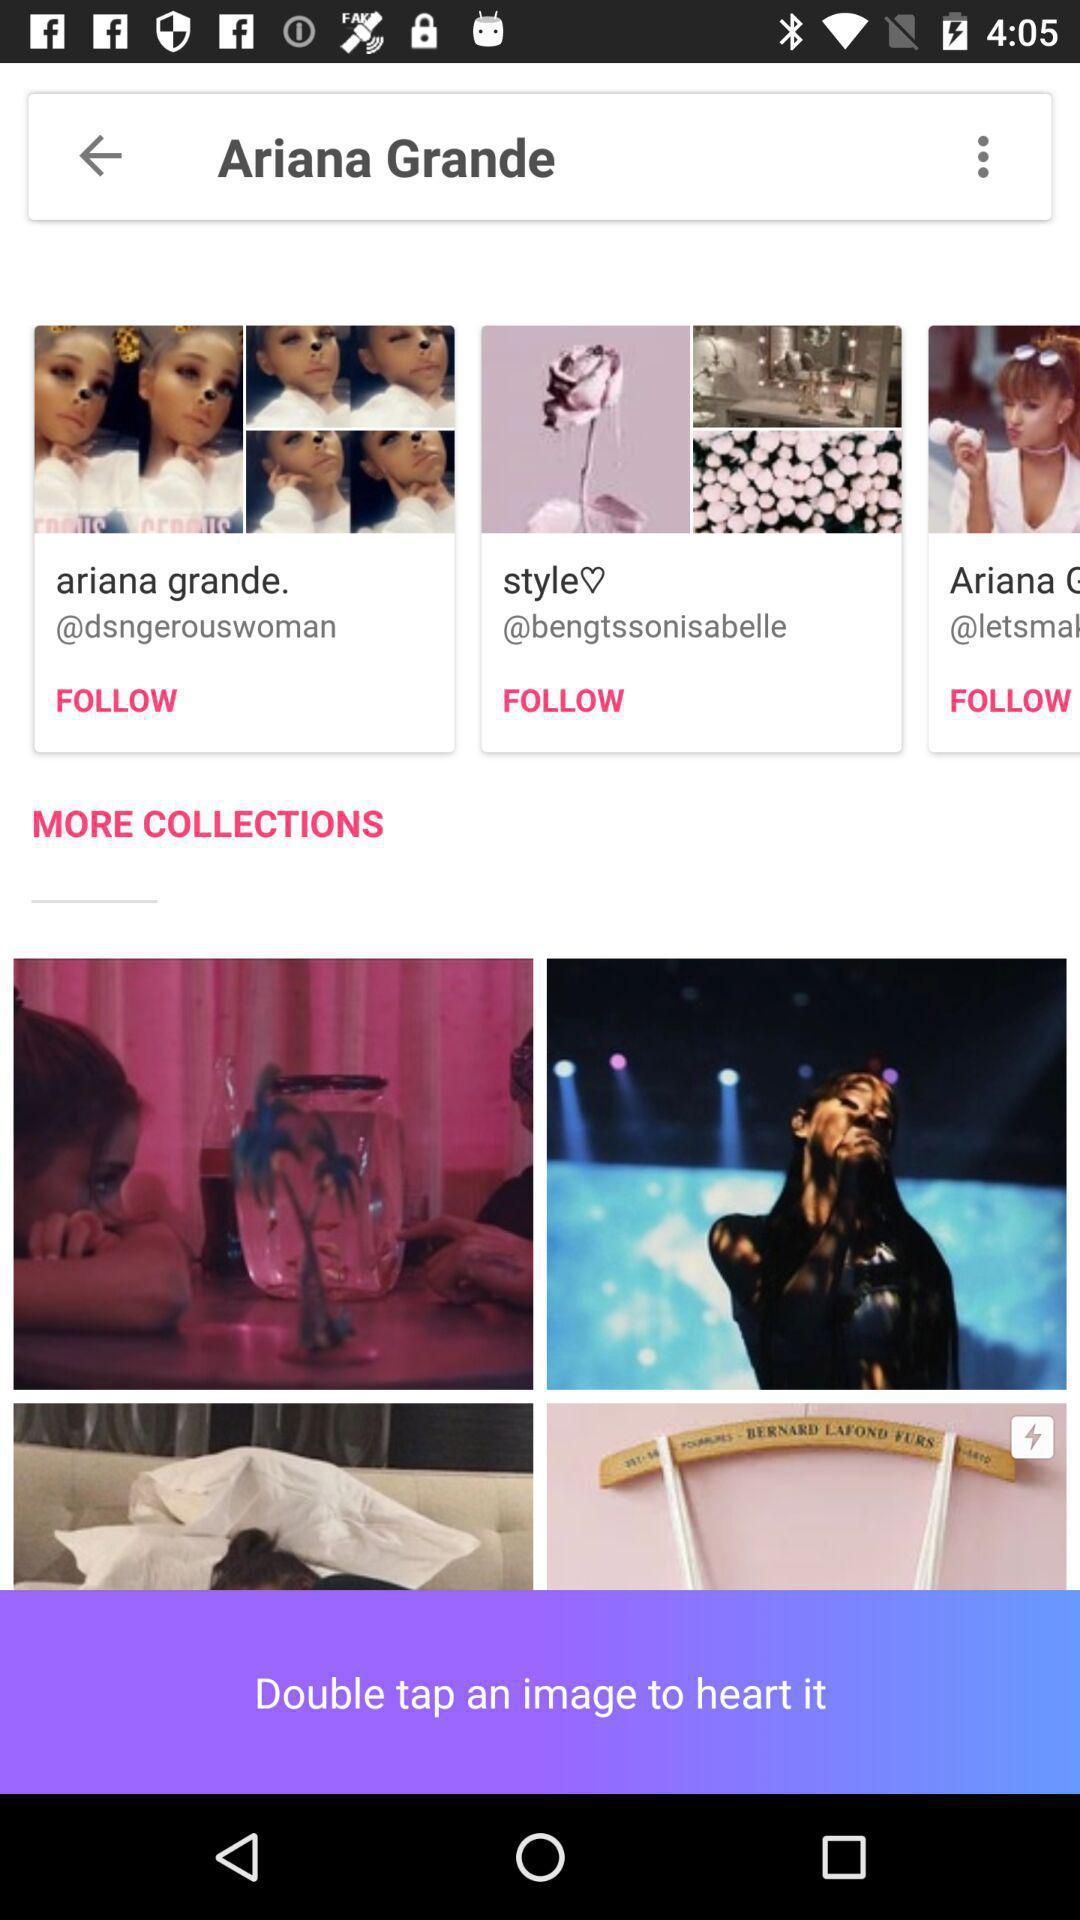 FAKE
4:05
Ariana Grande
ariana grande.
@dsngerouswoman
FOLLOW
style♡
@bengtssonisabelle
FOLLOW
Ariana G
@letsmak
FOLLOW
MORE COLLECTIONS
BERNARD LAFOND FURS
Double tap an image to heart it